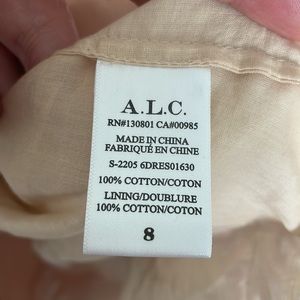 A.L.C.
RN#130801 CA#00985
MADE IN CHINA
FABRIQUÉ EN CHINE
S-2205 6DRES01630
100% COTTON/COTON
LINING/DOUBLURE
100% COTTON/COTON
8